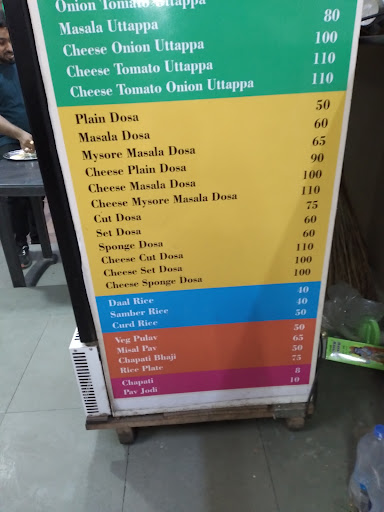 Onion Tomato Uttappa
Masala Uttappa 80
Cheese Onion Uttappa 100
Cheese Tomato Uttappa 110
Cheese Tomato Onion Uttappa 110
Plain Dosa 50
Masala Dosa 60
Mysore Masala Dosa 65
Cheese Plain Dosa 90
Cheese Masala Dosa 100
Cheese Mysore Masala Dosa 110
Cut Dosa 75
Set Dosa 60
Sponge Dosa 60
Cheese Cut Dosa 110
Cheese Set Dosa 100
Cheese Sponge Dosa 100
Daal Rice 40
Samber Rice 40
Curd Rice 50
Veg Pulav 50
Misal Pav 65
Chapati Bhaji 50
Rice Plate 75
Chapati 8
Pav Jodi 10